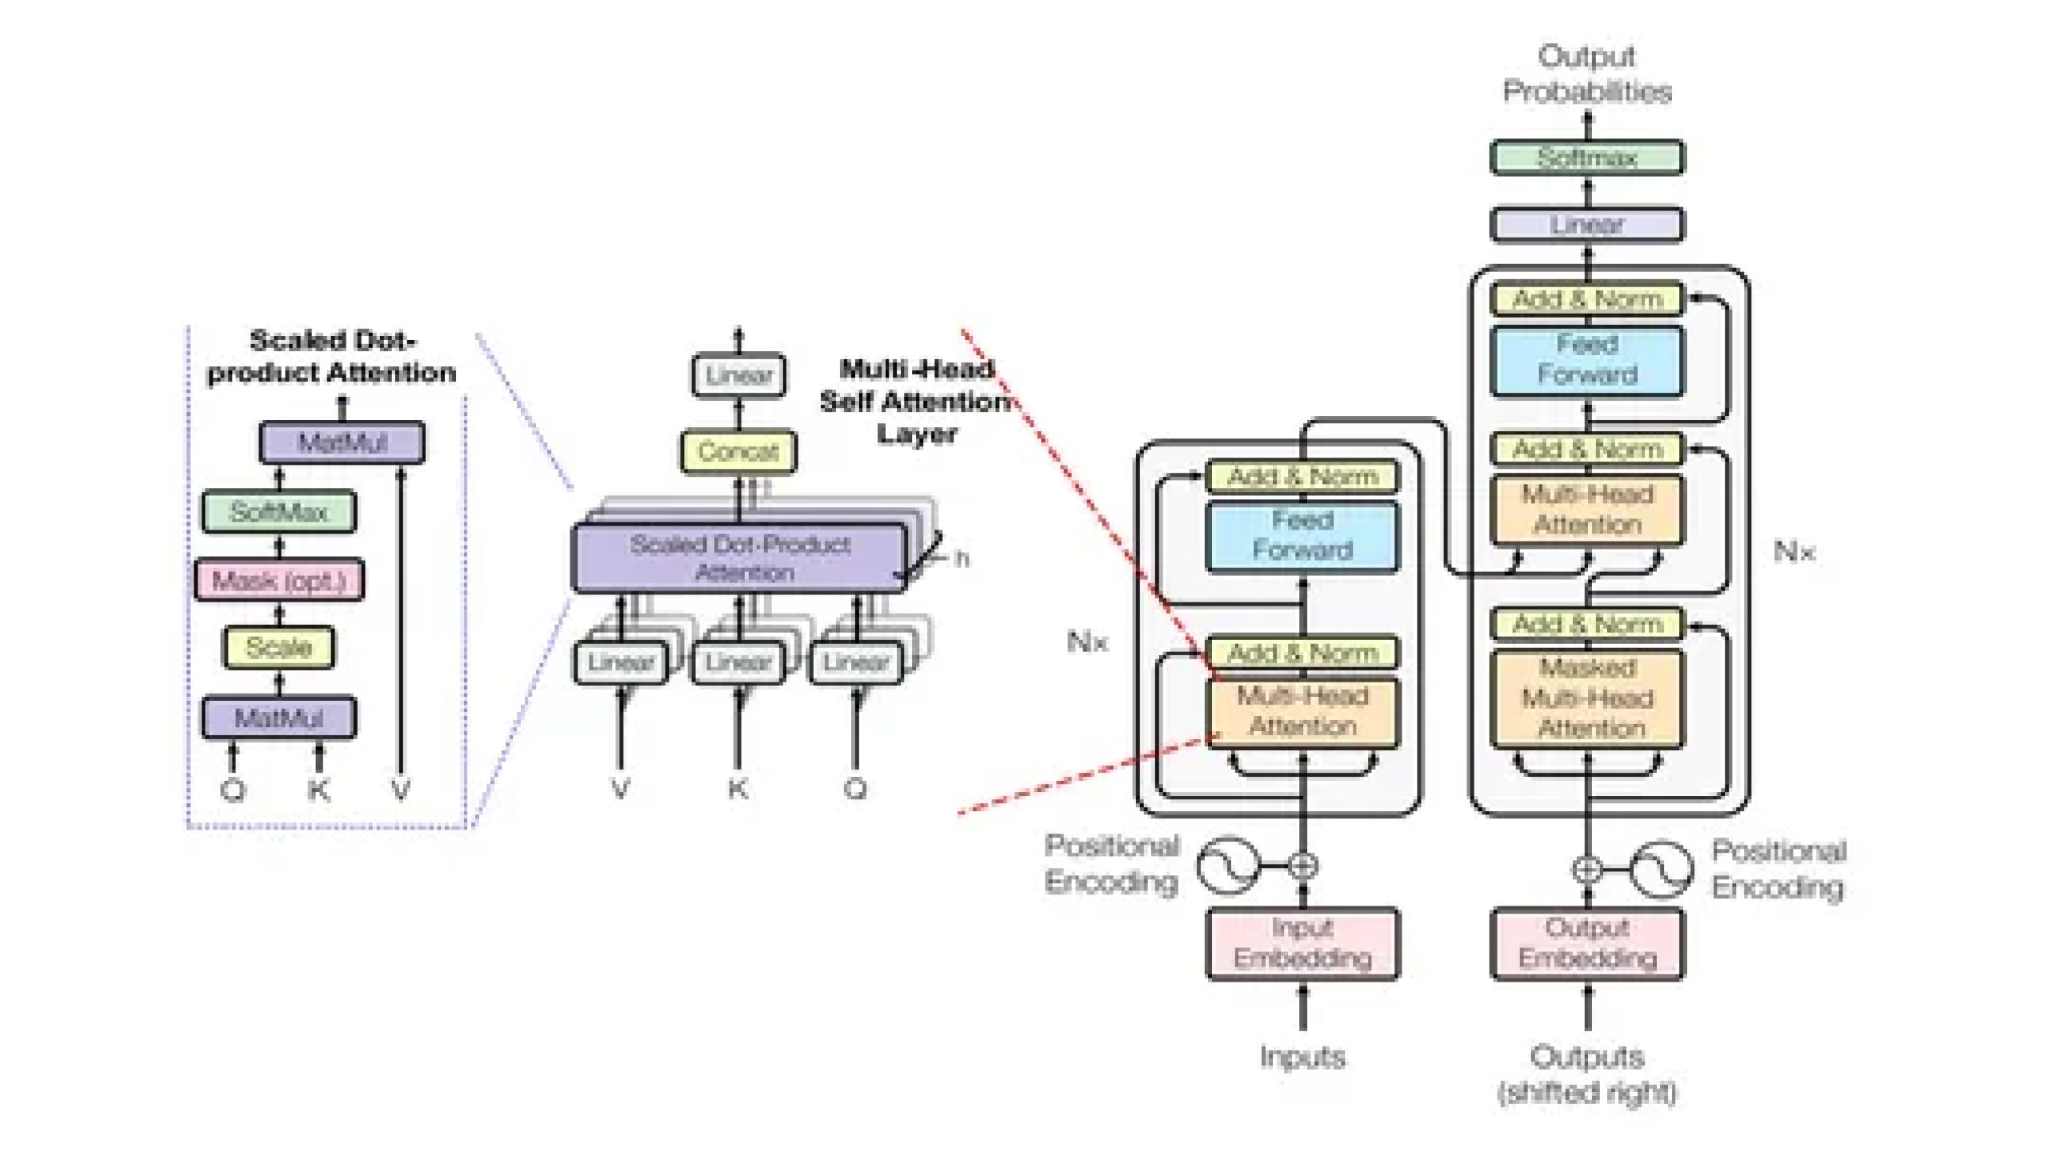 Scaled Dot-
product Attention
MatMul
SoftMax
Mask (opt.)
Scale
MatMul
Q
K
V
Multi-Head
Self Attention
Layer
Linear
Concat
Scaled Dot-Product
Attention
h
Linear
Linear
Linear
V
K
Q
Nx
Add & Norm
Feed
Forward
Add & Norm
Multi-Head
Attention
Positional
Encoding
Input
Embedding
Inputs
Output
Probabilities
Softmax
Linear
Add & Norm
Feed
Forward
Add & Norm
Multi-Head
Attention
Nx
Add & Norm
Masked
Multi-Head
Attention
Positional
Encoding
Output
Embedding
Outputs
(shifted right)